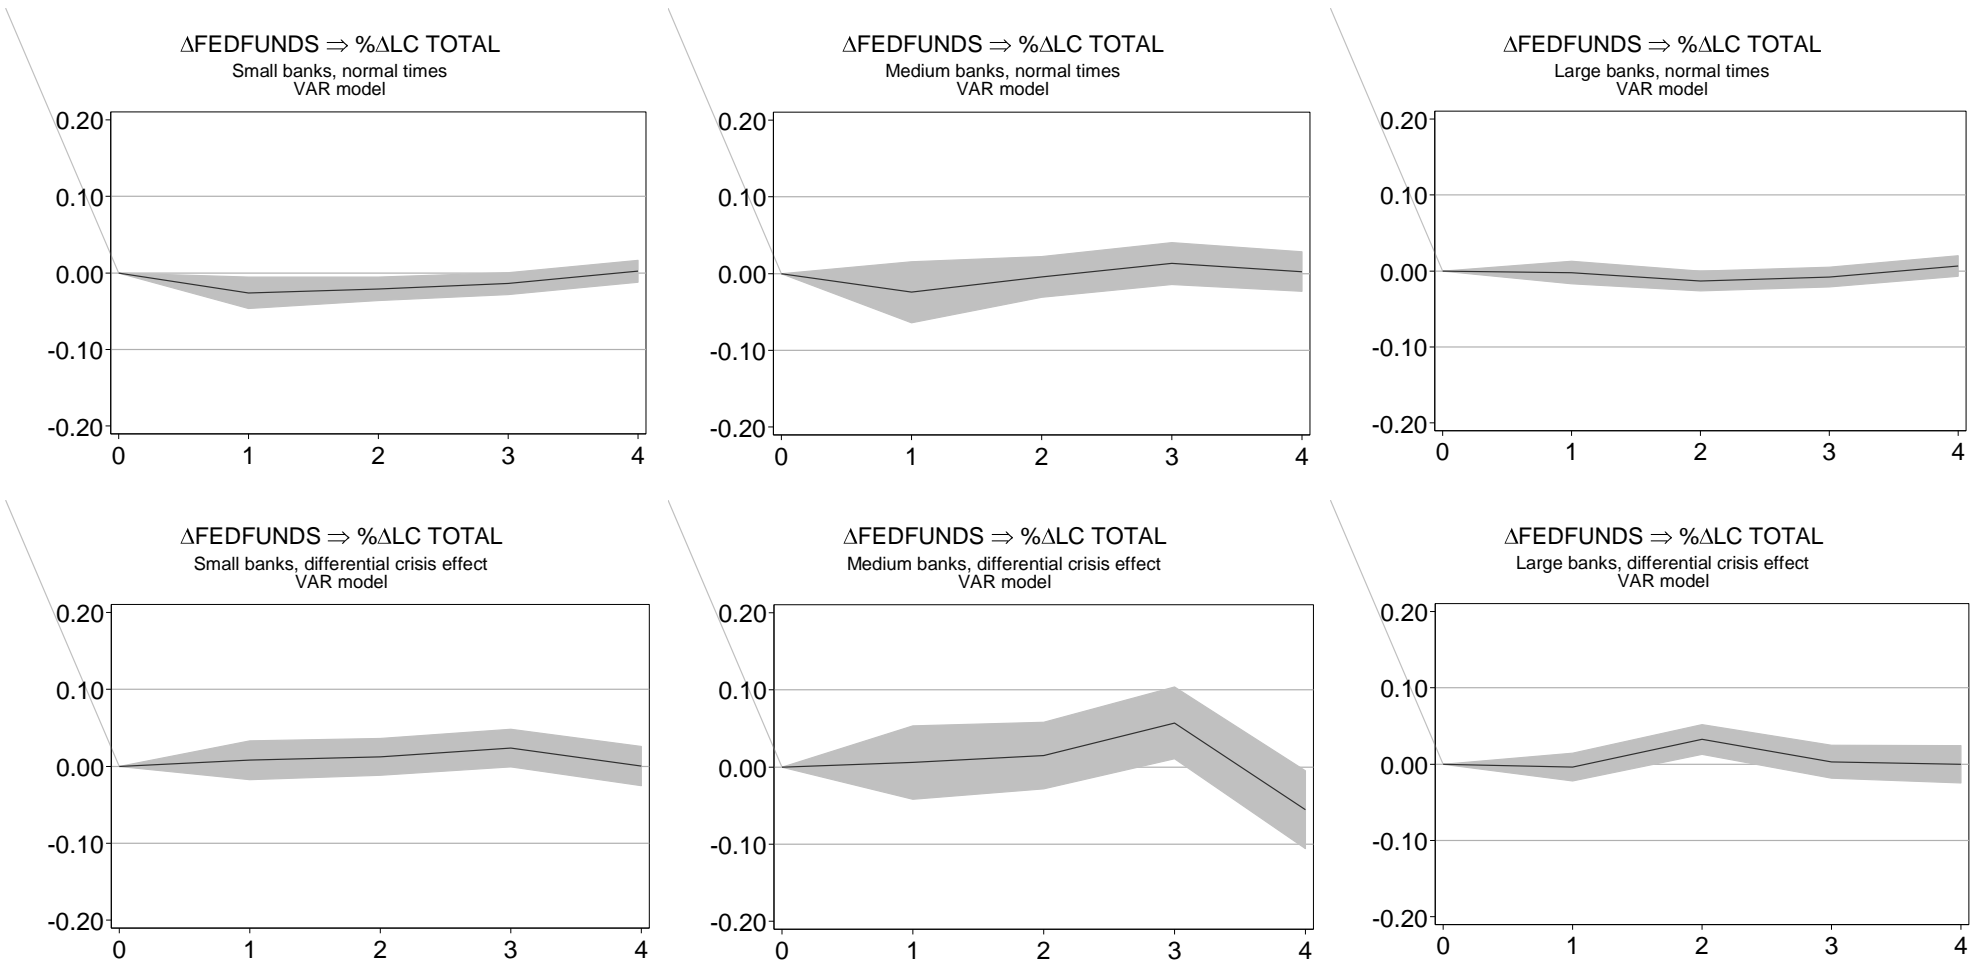 ΔFEDFUNDS ⇒ %ΔLC TOTAL
Small banks, normal times
VAR model
0.20
0.10
0.00
-0.10
-0.20
0 1 2 3 4
ΔFEDFUNDS ⇒ %ΔLC TOTAL
Medium banks, normal times
VAR model
0.20
0.10
0.00
-0.10
-0.20
0 1 2 3 4
ΔFEDFUNDS ⇒ %ΔLC TOTAL
Large banks, normal times
VAR model
0.20
0.10
0.00
-0.10
-0.20
0 1 2 3 4
ΔFEDFUNDS ⇒ %ΔLC TOTAL
Small banks, differential crisis effect
VAR model
0.20
0.10
0.00
-0.10
-0.20
0 1 2 3 4
ΔFEDFUNDS ⇒ %ΔLC TOTAL
Medium banks, differential crisis effect
VAR model
0.20
0.10
0.00
-0.10
-0.20
0 1 2 3 4
ΔFEDFUNDS ⇒ %ΔLC TOTAL
Large banks, differential crisis effect
VAR model
0.20
0.10
0.00
-0.10
-0.20
0 1 2 3 4